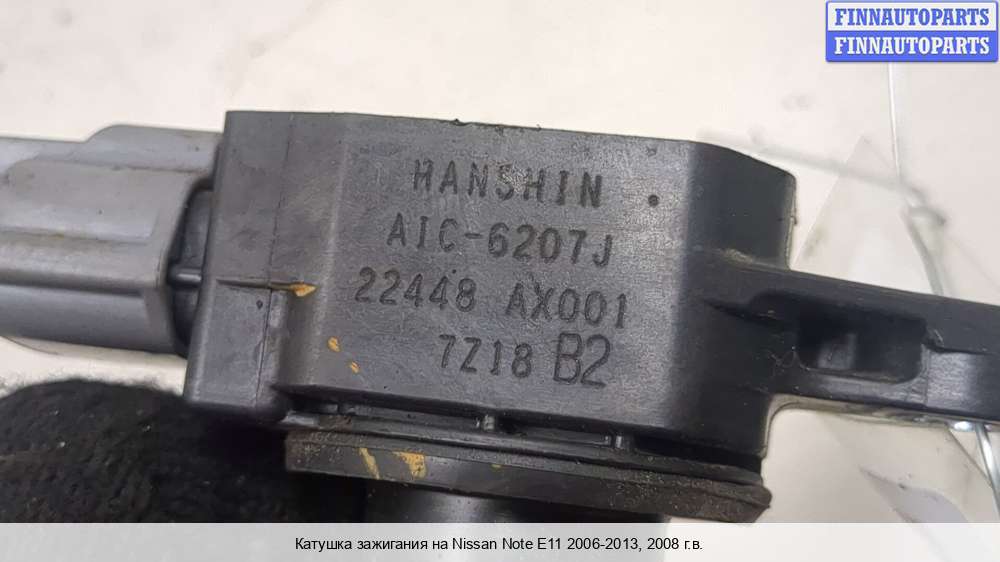 FINNAUTOPARTS
FINNAUTOPARTS
HANSHIN
AIC-6207J
22448 AX001
7Z18 B2
Катушка зажигания на Nissan Note E11 2006-2013, 2008 г.в.